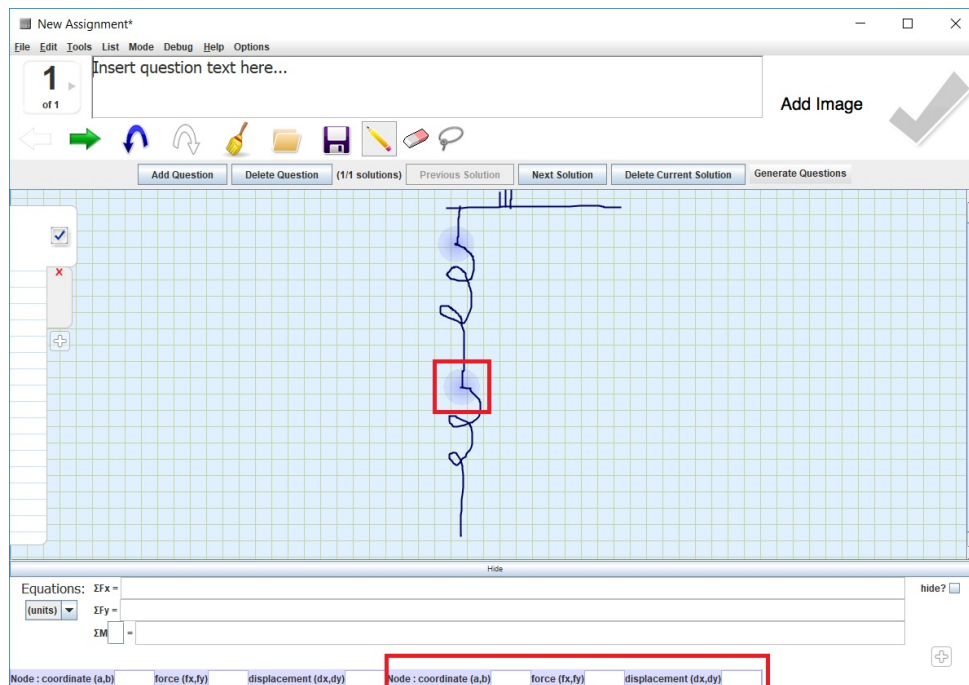 New Assignment*
File Edit Tools List Mode Debug Help Options
1
of 1
Insert question text here...
Add Image
Add Question Delete Question (1/1 solutions) Previous Solution Next Solution Delete Current Solution Generate Questions
X
Hide
Equations: ΣFx =
hide?
(units) ΣFy =
ΣM =
Node : coordinate (a,b) force (fx,fy) displacement (dx,dy) Node : coordinate (a,b) force (fx,fy) displacement (dx,dy)